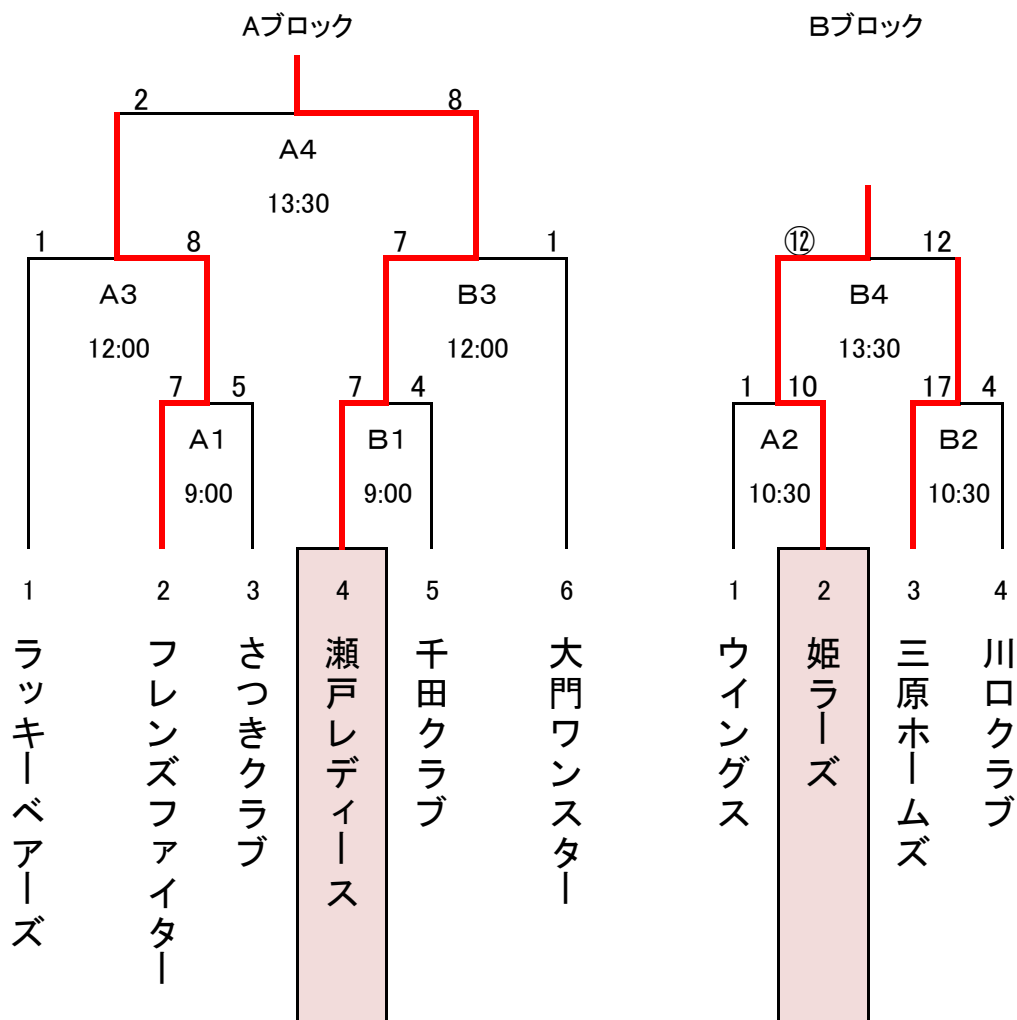 Aブロック
Bブロック
2
8
A4
13:30
1
8
7
1
⑫
12
A3
B3
B4
12:00
12:00
13:30
7
5
7
4
1
10
17
4
A1
B1
A2
B2
9:00
9:00
10:30
10:30
1
2
3
4
5
6
1
2
3
4
ラッキーベアーズ
フレンズファイター
さつきクラブ
瀬戸レディース
千田クラブ
大門ワンスター
ウイングス
姫ラーズ
三原ホームズ
川口クラブ